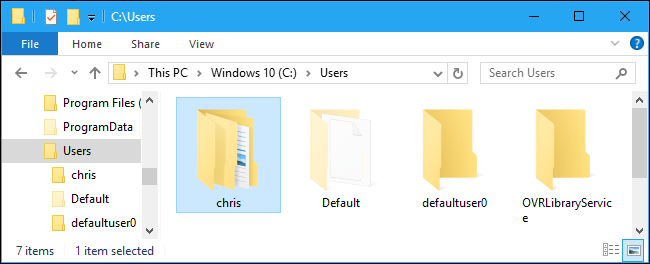 C:\Users
File Home Share View
This PC Windows 10 (C:) Users Search Users
Program Files (
ProgramData
Users
chris
Default
defaultuser0
chris
Default
defaultuser0
OVRLibraryServic
e
7 items 1 item selected